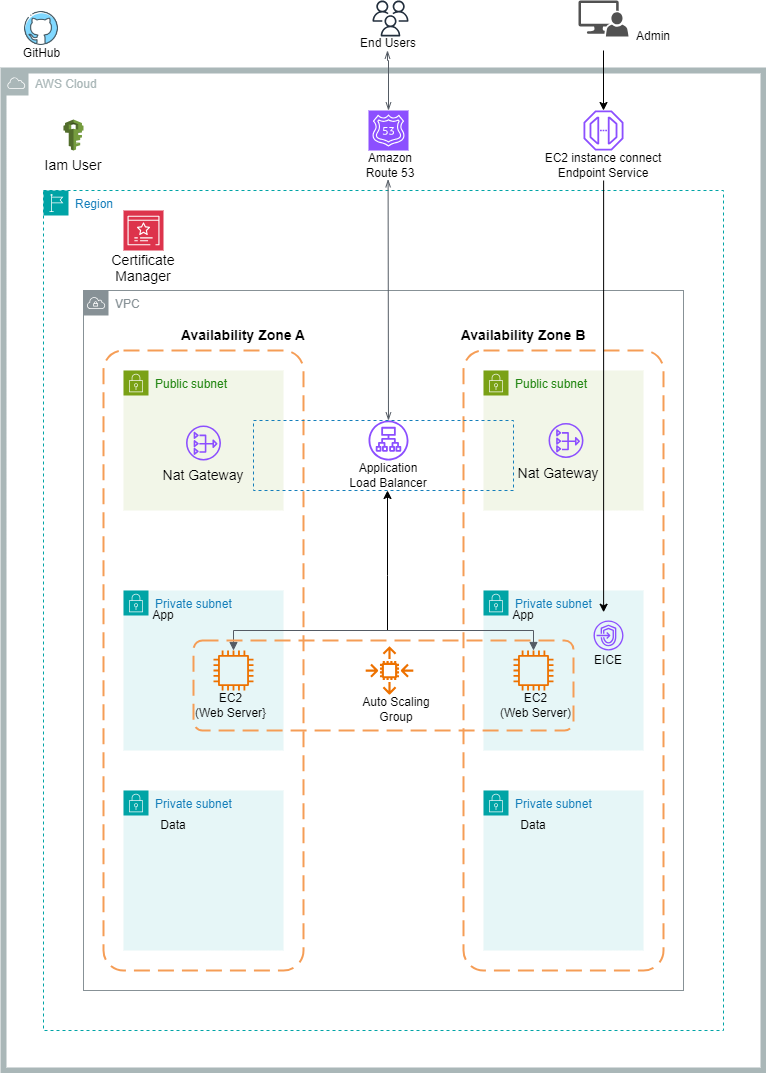 GitHub
End Users
Admin
AWS Cloud
Iam User
53
Amazon
Route 53
EC2 instance connect
Endpoint Service
Region
Certificate
Manager
VPC
Availability Zone A
Availability Zone B
Public subnet
Public subnet
Nat Gateway
Application
Load Balancer
Nat Gateway
Private subnet
App
Private subnet
App
EICE
EC2
(Web Server}
Auto Scaling
Group
EC2
(Web Server)
Private subnet
Data
Private subnet
Data